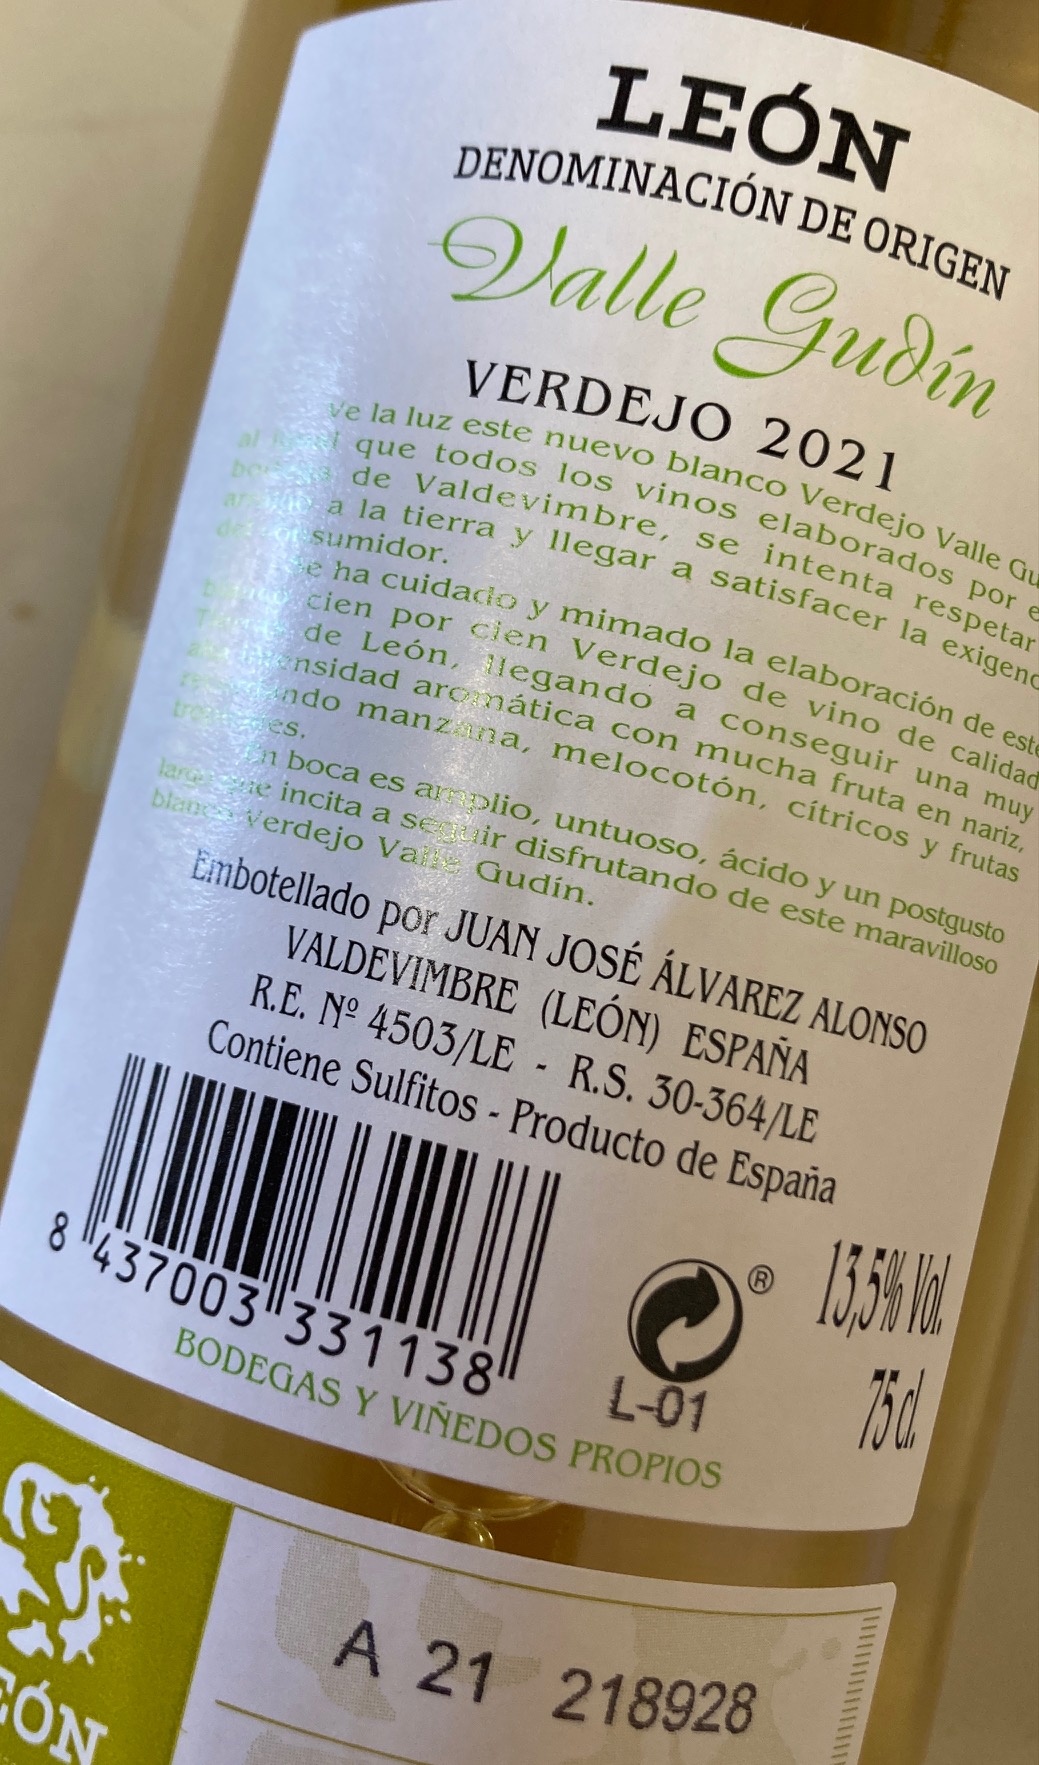 LEÓN
DENOMINACIÓN DE ORIGEN
Valle Gudín
VERDEJO 2021
Ve la luz este nuevo blanco Verdejo Valle Gu
al que todos los vinos elaborados por e
de Valdevimbre, se intenta respetar
a la tierra y llegar a satisfacer la exigenc
sumidor.
Se ha cuidado y mimado la elaboración de este
cien por cien Verdejo de vino de calidad
de León, llegando a conseguir una muy
intensidad aromática con mucha fruta en nariz,
manzana, melocotón, cítricos y frutas
En boca es amplio, untuoso, ácido y un postgusto
largo que incita a seguir disfrutando de este maravilloso
blanco Verdejo Valle Gudín.
Embotellado por JUAN JOSÉ ÁLVAREZ ALONSO
VALDEVIMBRE (LEÓN) ESPAÑA
R.E. Nº 4503/LE - R.S. 30-364/LE
Contiene Sulfitos - Producto de España
8 437003 331138
®
13,5% Vol.
L-01
75 cl.
BODEGAS Y VIÑEDOS PROPIOS
A 21 218928
EÓN